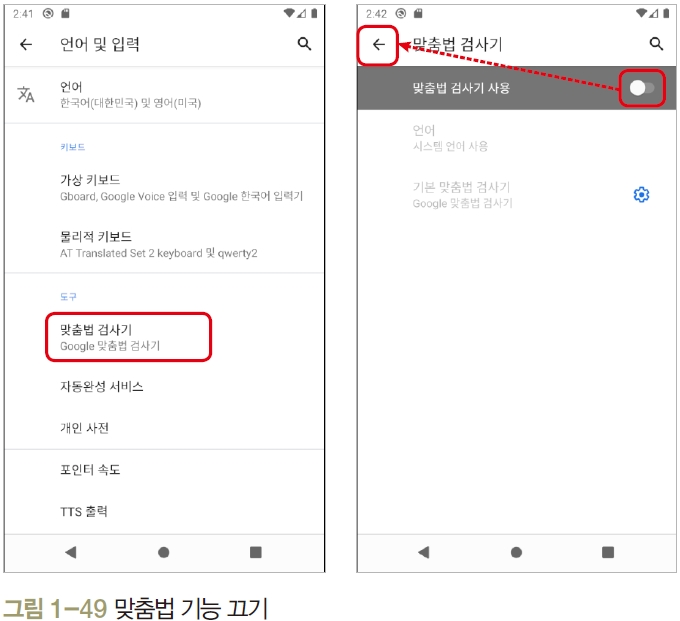 2:41
언어 및 입력
언어
한국어(대한민국) 및 영어(미국)
키보드
가상 키보드
Gboard, Google Voice 입력 및 Google 한국어 입력기
물리적 키보드
AT Translated Set 2 keyboard 및 qwerty2
도구
맞춤법 검사기
Google 맞춤법 검사기
자동완성 서비스
개인 사전
포인터 속도
TTS 출력
2:42
맞춤법 검사기
맞춤법 검사기 사용
언어
시스템 언어 사용
기본 맞춤법 검사기
Google 맞춤법 검사기
그림 1-49 맞춤법 기능 끄기